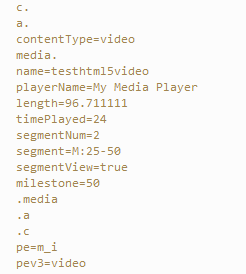 c.
a.
contentType=video
media.
name=testhtml5video
playerName=My Media Player
length=96.711111
timePlayed=24
segmentNum=2
segment=M:25-50
segmentView=true
milestone=50
.media
.a
.c
pe=m_i
pev3=video